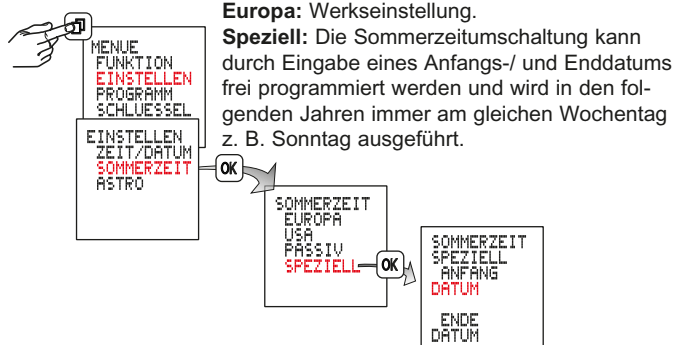 Europa: Werkseinstellung.
Speziell: Die Sommerzeitumschaltung kann
durch Eingabe eines Anfangs-/ und Enddatums
frei programmiert werden und wird in den fol-
genden Jahren immer am gleichen Wochentag
z. B. Sonntag ausgeführt.
MENUE
FUNKTION
EINSTELLEN
PROGRAMM
SCHLUESSEL
EINSTELLEN
ZEIT/DATUM
SOMMERZEIT
ASTRO
OK
SOMMERZEIT
EUROPA
USA
PASSIV
SPEZIELL
OK
SOMMERZEIT
SPEZIELL
ANFANG
DATUM
ENDE
DATUM